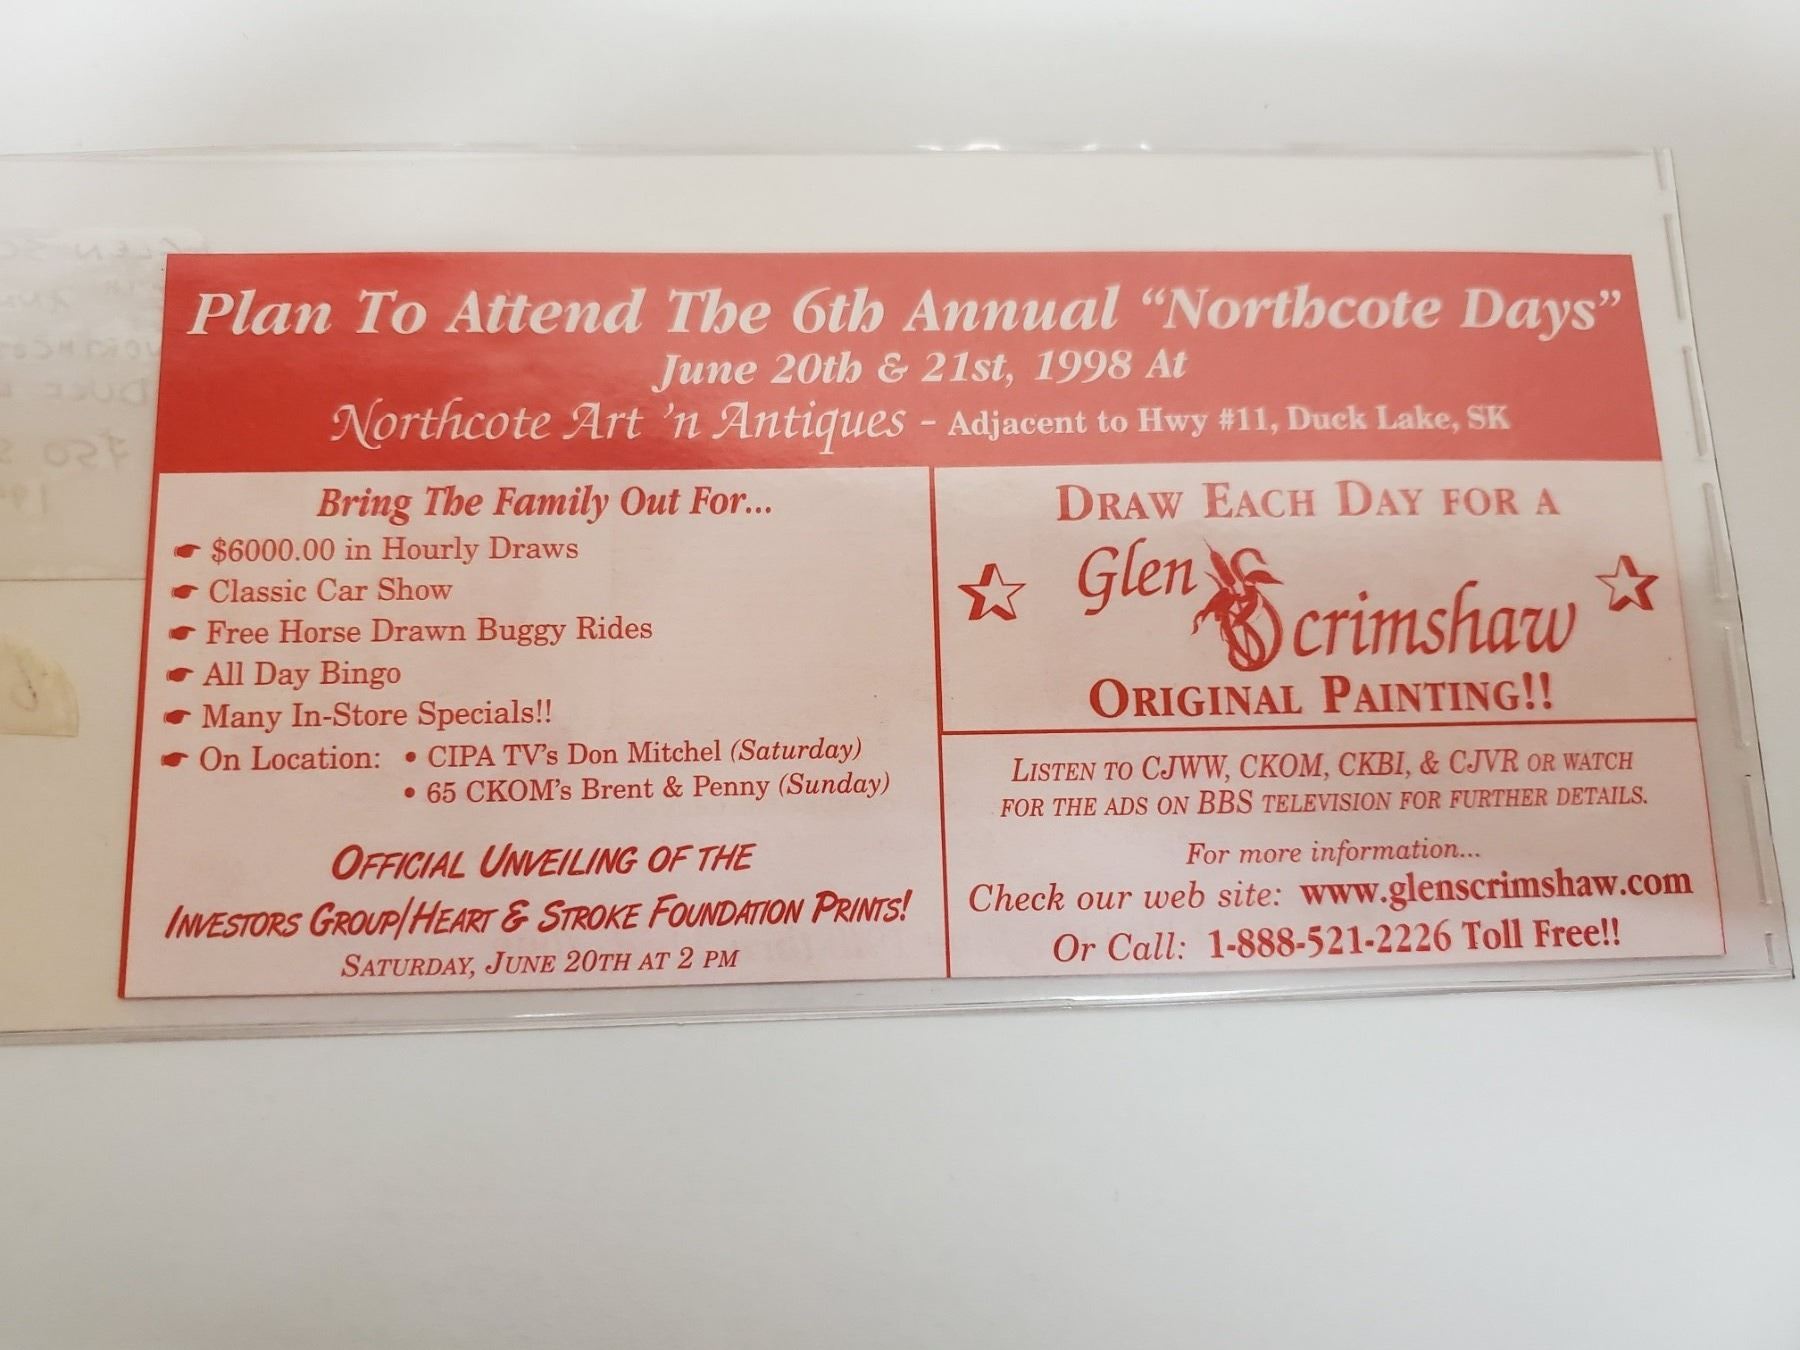 Plan To Attend The 6th Annual “Northcote Days”
June 20th & 21st, 1998 At
Northcote Art 'n Antiques - Adjacent to Hwy #11, Duck Lake, SK
Bring The Family Out For...
$6000.00 in Hourly Draws
Classic Car Show
Free Horse Drawn Buggy Rides
All Day Bingo
Many In-Store Specials!!
On Location: • CIPA TV's Don Mitchel (Saturday)
• 65 CKOM's Brent & Penny (Sunday)
OFFICIAL UNVEILING OF THE
INVESTORS GROUP/HEART & STROKE FOUNDATION PRINTS!
SATURDAY, JUNE 20TH AT 2 PM
DRAW EACH DAY FOR A
Glen Scrimshaw
ORIGINAL PAINTING!!
LISTEN TO CJWW, CKOM, CKBI, & CJVR OR WATCH
FOR THE ADS ON BBS TELEVISION FOR FURTHER DETAILS.
For more information...
Check our web site: www.glenscrimshaw.com
Or Call: 1-888-521-2226 Toll Free!!